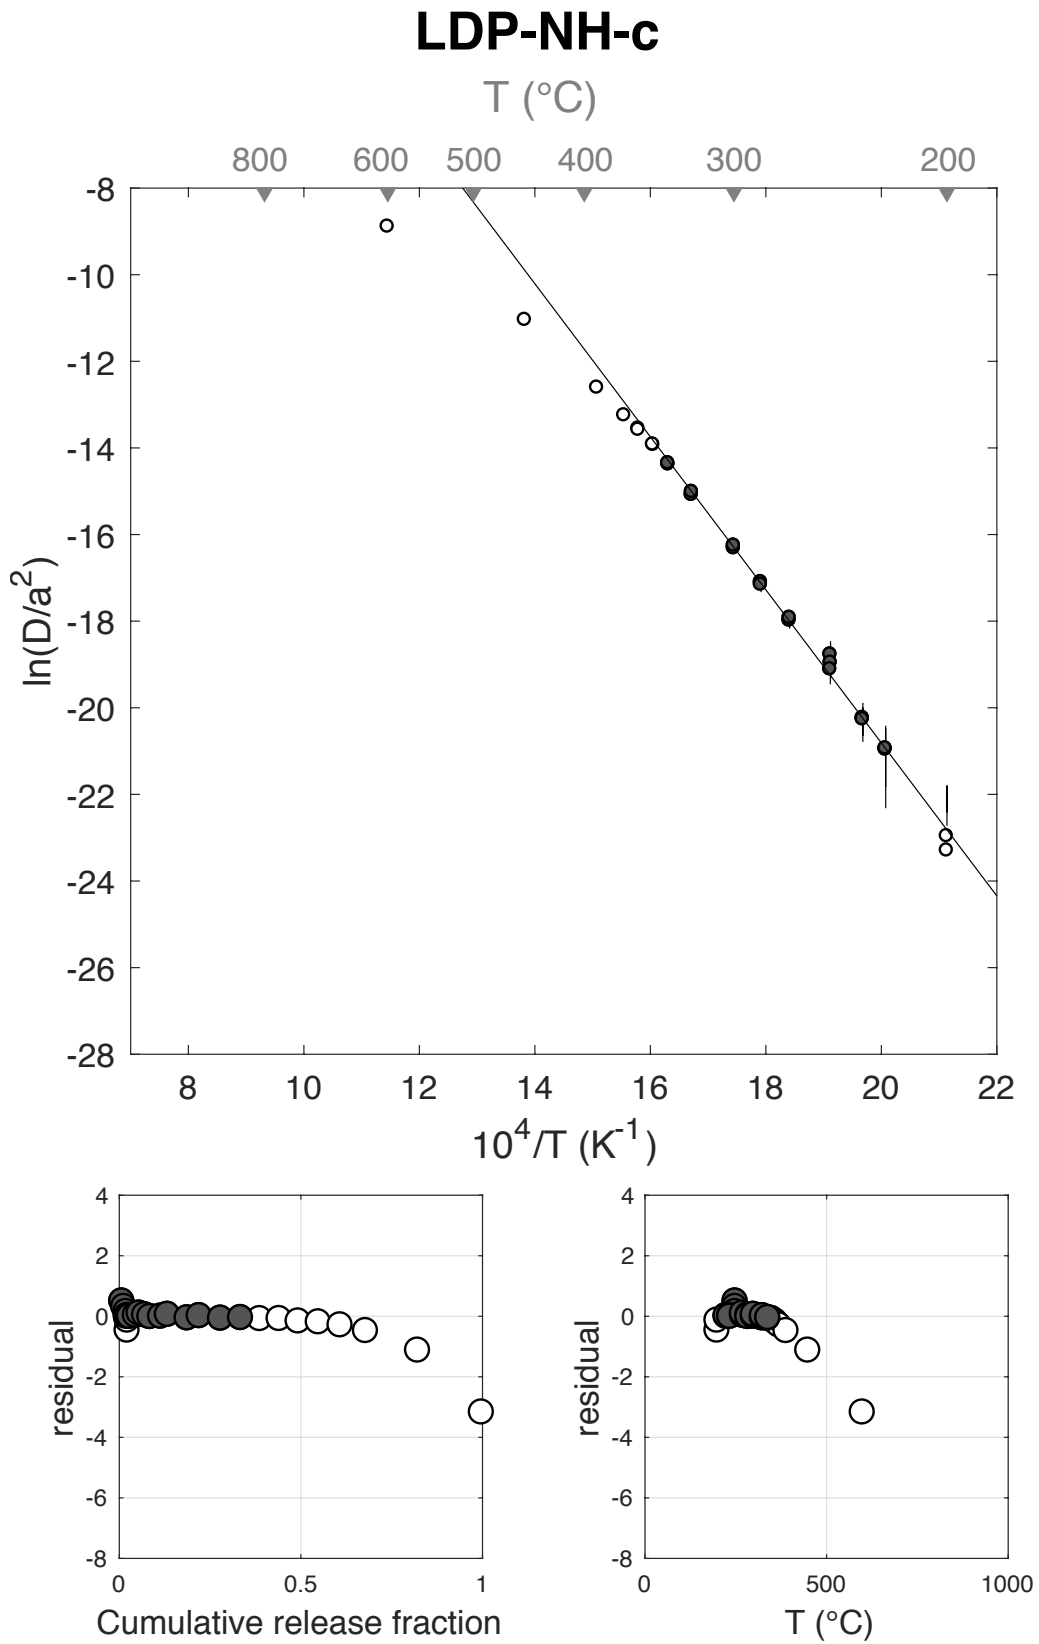 LDP-NH-c
T (°C)
800 600 500 400 300 200
-8
-10
-12
-14
-16
-18
-20
-22
-24
-26
-28
ln(D/a²)
8 10 12 14 16 18 20 22
10⁴/T (K⁻¹)
4
2
0
-2
-4
-6
-8
residual
0 0.5 1
Cumulative release fraction
4
2
0
-2
-4
-6
-8
residual
0 500 1000
T (°C)